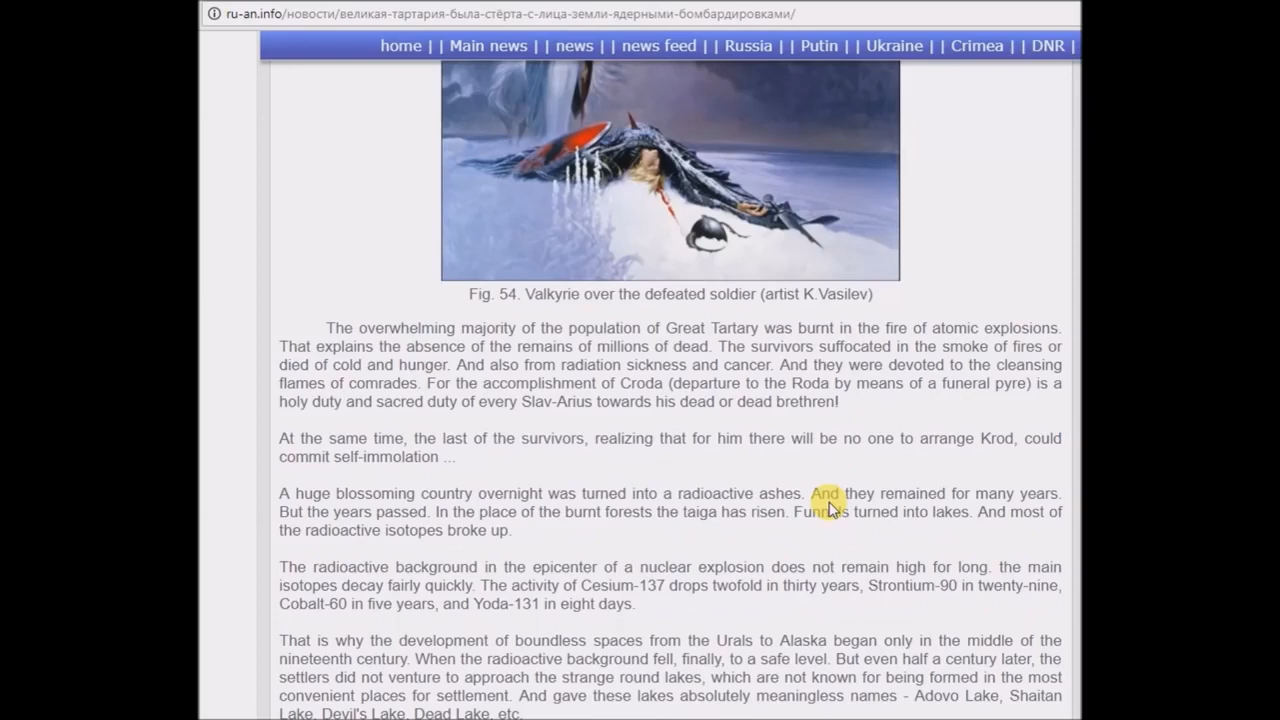 ru-an.info/новости/великая-тартария-была-стёрта-с-лица-земли-ядерными-бомбардировками/
home | | Main news | | news | | news feed | | Russia | | Putin | | Ukraine | | Crimea | | DNR |
Fig. 54. Valkyrie over the defeated soldier (artist K.Vasilev)
The overwhelming majority of the population of Great Tartary was burnt in the fire of atomic explosions.
That explains the absence of the remains of millions of dead. The survivors suffocated in the smoke of fires or
died of cold and hunger. And also from radiation sickness and cancer. And they were devoted to the cleansing
flames of comrades. For the accomplishment of Croda (departure to the Roda by means of a funeral pyre) is a
holy duty and sacred duty of every Slav-Arius towards his dead or dead brethren!
At the same time, the last of the survivors, realizing that for him there will be no one to arrange Krod, could
commit self-immolation ...
A huge blossoming country overnight was turned into a radioactive ashes. And they remained for many years.
But the years passed. In the place of the burnt forests the taiga has risen. Funnels turned into lakes. And most of
the radioactive isotopes broke up.
The radioactive background in the epicenter of a nuclear explosion does not remain high for long. the main
isotopes decay fairly quickly. The activity of Cesium-137 drops twofold in thirty years, Strontium-90 in twenty-nine,
Cobalt-60 in five years, and Yoda-131 in eight days.
That is why the development of boundless spaces from the Urals to Alaska began only in the middle of the
nineteenth century. When the radioactive background fell, finally, to a safe level. But even half a century later, the
settlers did not venture to approach the strange round lakes, which are not known for being formed in the most
convenient places for settlement. And gave these lakes absolutely meaningless names - Adovo Lake, Shaitan
Lake, Devil's Lake, Dead Lake, etc.